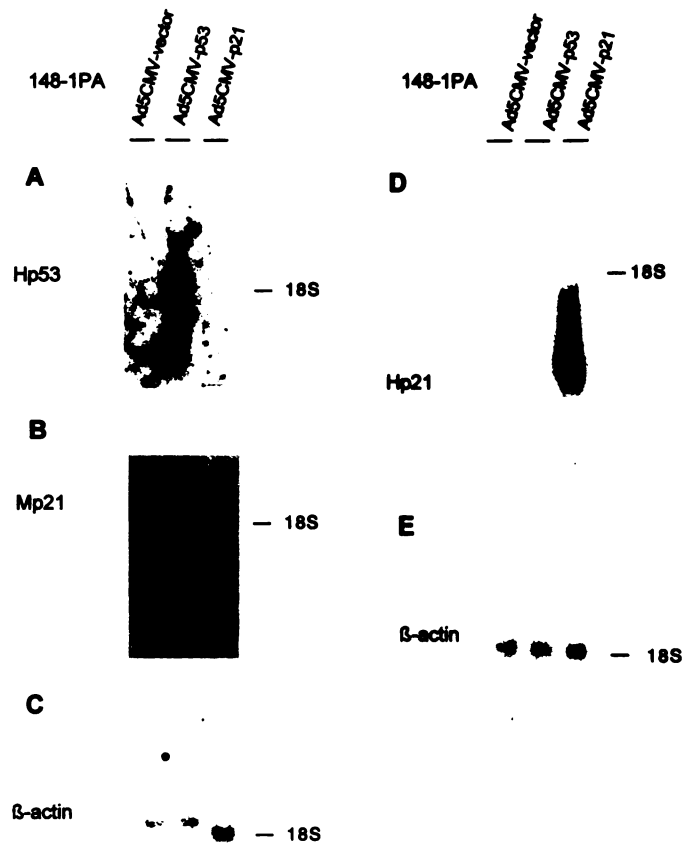 148-1PA
Ad5CMV-vector
Ad5CMV-p53
Ad5CMV-p21
A
Hp53
18S
B
Mp21
18S
C
ß-actin
18S
148-1PA
Ad5CMV-vector
Ad5CMV-p53
Ad5CMV-p21
D
18S
Hp21
E
ß-actin
18S